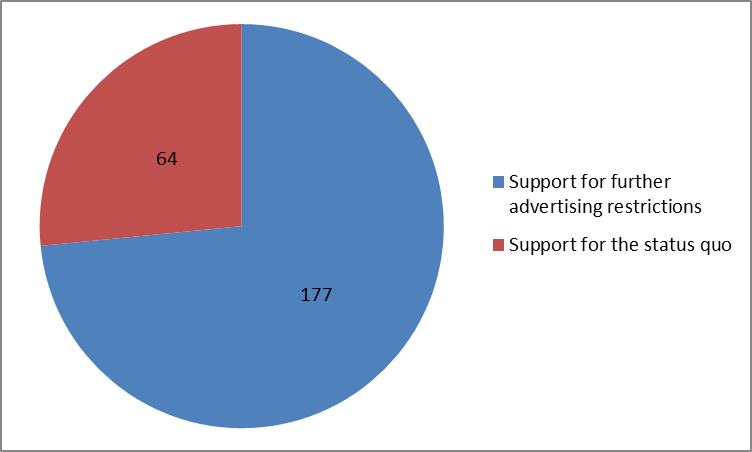 64
177
Support for further
advertising restrictions
Support for the status quo